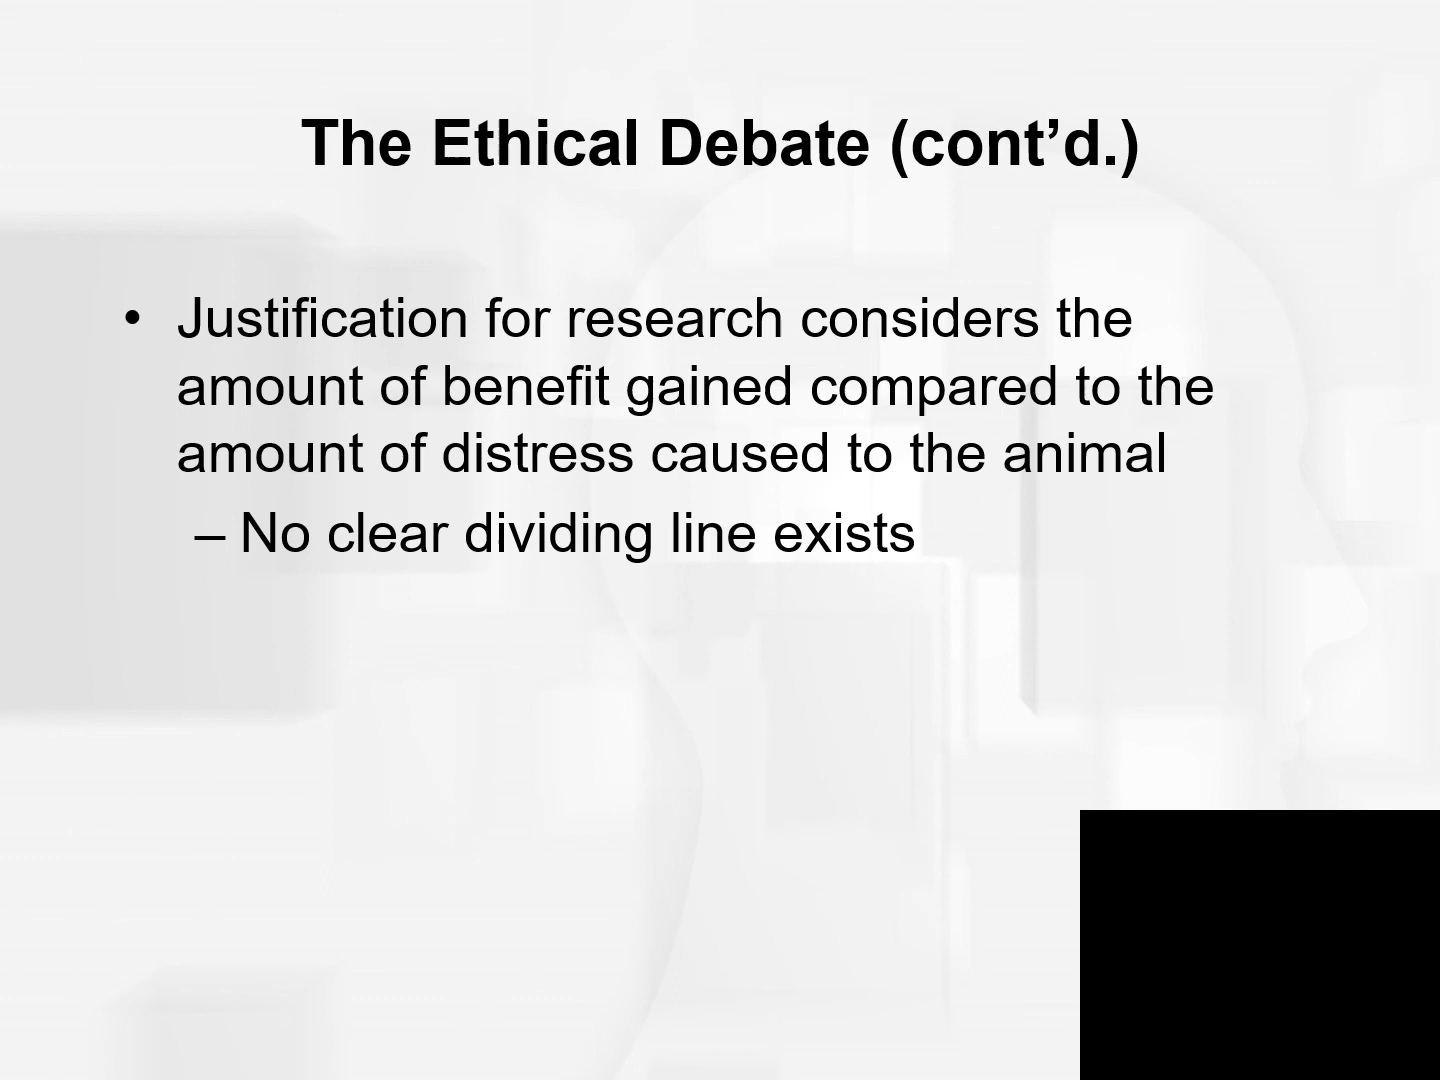 The Ethical Debate (cont’d.)
• Justification for research considers the
amount of benefit gained compared to the
amount of distress caused to the animal
– No clear dividing line exists